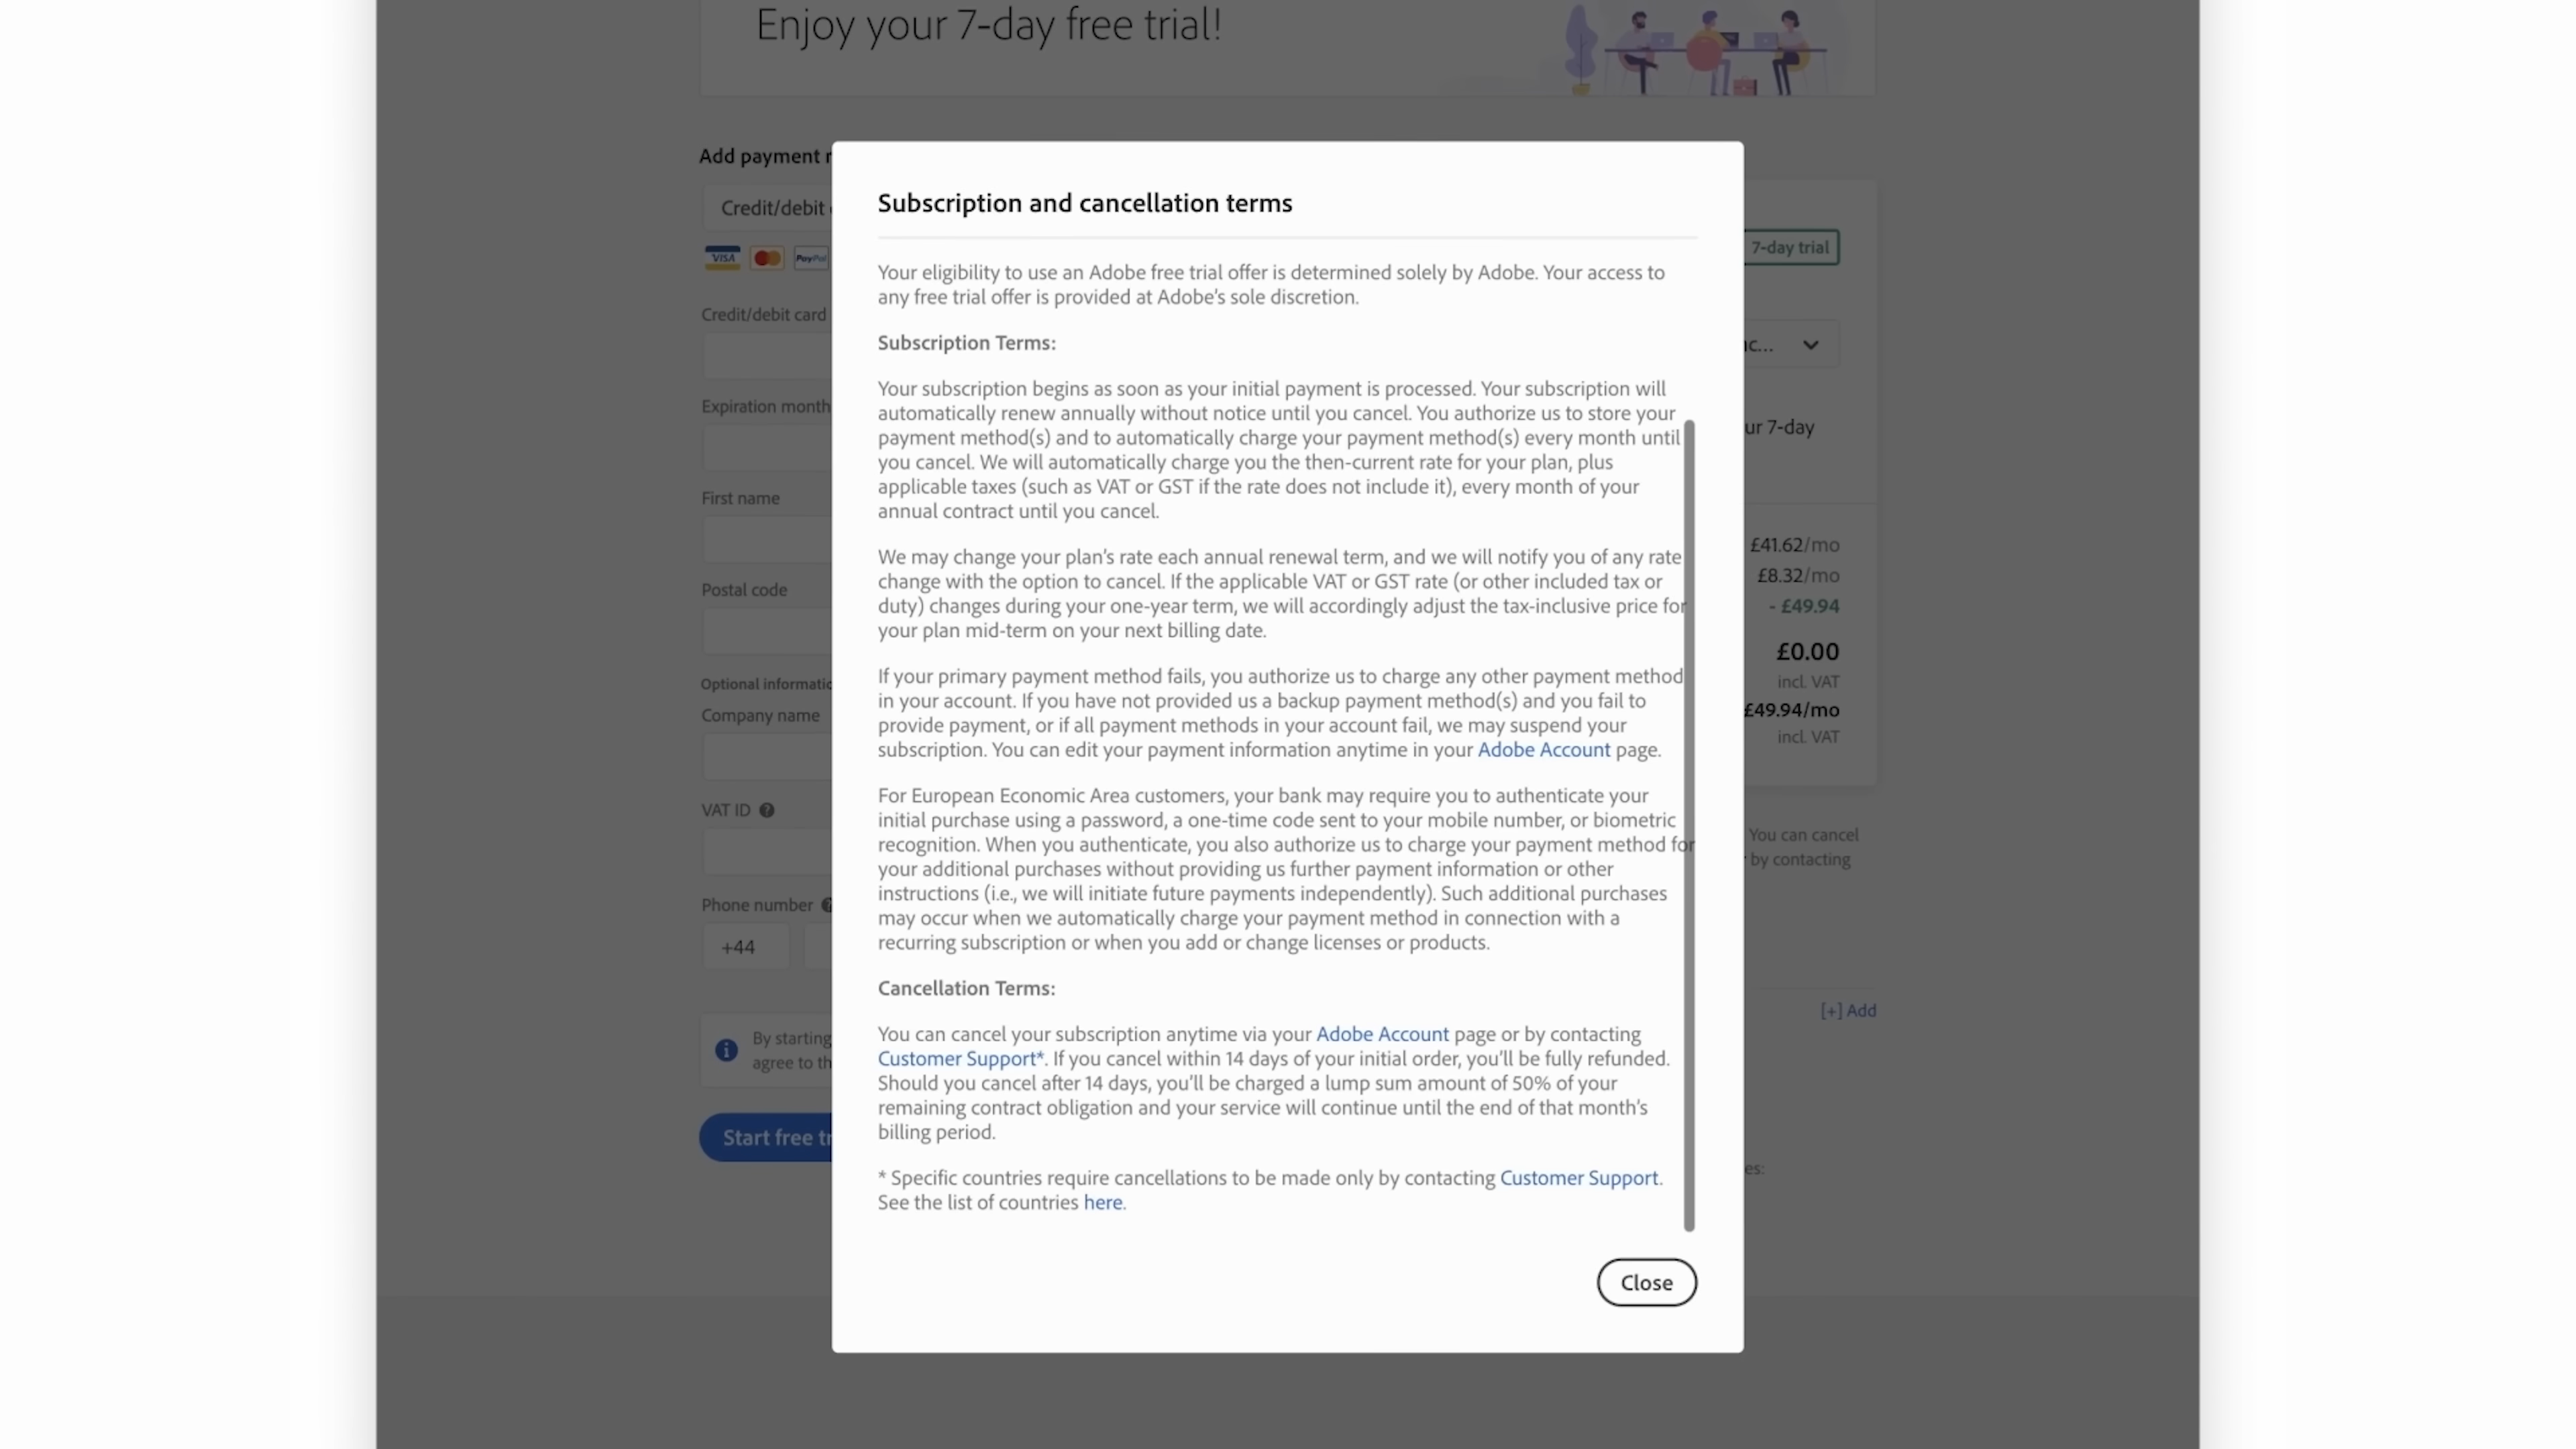 Enjoy your 7-day free trial!
Add payment
Credit/debit
VISA
PayPal
Credit/debit card
Expiration month
First name
Postal code
Optional
Company name
VAT ID
Phone number
+44
By starting
agree to
Start free
Subscription and cancellation terms
Your eligibility to use an Adobe free trial offer is determined solely by Adobe. Your access to
any free trial offer is provided at Adobe's sole discretion.
Subscription Terms:
Your subscription begins as soon as your initial payment is processed. Your subscription will
automatically renew annually without notice until you cancel. You authorize us to store your
payment method(s) and to automatically charge your payment method(s) every month until
you cancel. We will automatically charge you the then-current rate for your plan, plus
applicable taxes (such as VAT or GST if the rate does not include it), every month of your
annual contract until you cancel.
We may change your plan's rate each annual renewal term, and we will notify you of any rate
change with the option to cancel. If the applicable VAT or GST rate (or other included tax or
duty) changes during your one-year term, we will accordingly adjust the tax-inclusive price for
your plan mid-term on your next billing date.
If your primary payment method fails, you authorize us to charge any other payment method
in your account. If you have not provided us a backup payment method(s) and you fail to
provide payment, or if all payment methods in your account fail, we may suspend your
subscription. You can edit your payment information anytime in your Adobe Account page.
For European Economic Area customers, your bank may require you to authenticate your
initial purchase using a password, a one-time code sent to your mobile number, or biometric
recognition. When you authenticate, you also authorize us to charge your payment method for
your additional purchases without providing us further payment information or other
instructions (i.e., we will initiate future payments independently). Such additional purchases
may occur when we automatically charge your payment method in connection with a
recurring subscription or when you add or change licenses or products.
Cancellation Terms:
You can cancel your subscription anytime via your Adobe Account page or by contacting
Customer Support*. If you cancel within 14 days of your initial order, you'll be fully refunded.
Should you cancel after 14 days, you'll be charged a lump sum amount of 50% of your
remaining contract obligation and your service will continue until the end of that month's
billing period.
* Specific countries require cancellations to be made only by contacting Customer Support.
See the list of countries here.
Close
7-day trial
7-day
£41.62/mo
£8.32/mo
- £49.94
£0.00
incl. VAT
£49.94/mo
incl. VAT
You can cancel
by contacting
[+] Add